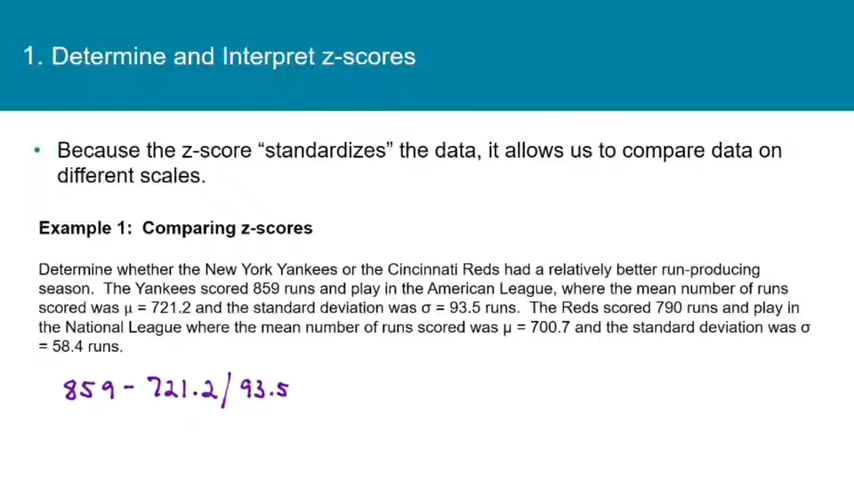 1. Determine and Interpret z-scores
• Because the z-score “standardizes” the data, it allows us to compare data on
different scales.
Example 1: Comparing z-scores
Determine whether the New York Yankees or the Cincinnati Reds had a relatively better run-producing
season. The Yankees scored 859 runs and play in the American League, where the mean number of runs
scored was μ = 721.2 and the standard deviation was σ = 93.5 runs. The Reds scored 790 runs and play in
the National League where the mean number of runs scored was μ = 700.7 and the standard deviation was σ
= 58.4 runs.
859 - 721.2/93.5